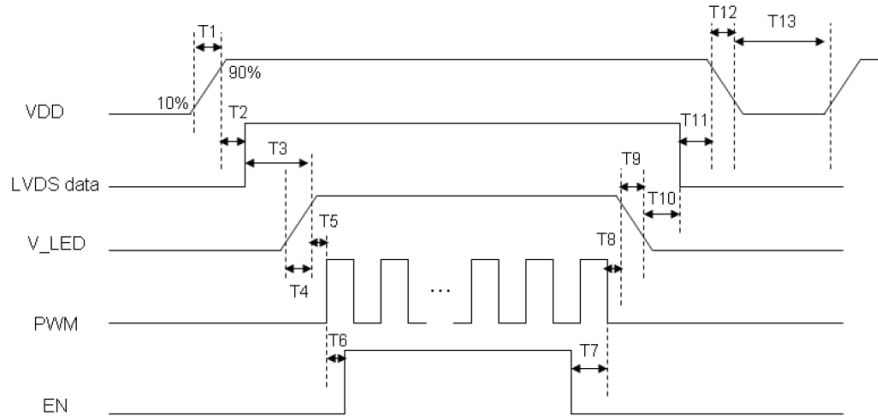 T1
T12
T13
90%
10%
VDD
T2
T11
T3
T9
LVDS data
T10
T5
T8
V_LED
T4
...
PWM
T6
T7
EN